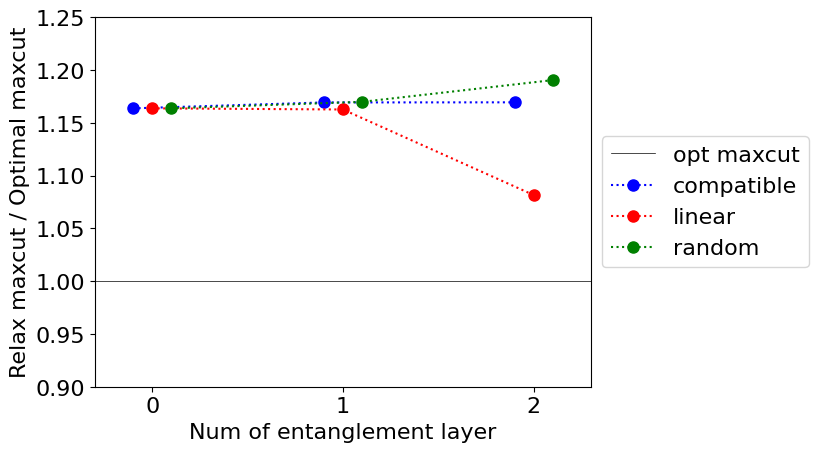 Relax maxcut / Optimal maxcut
1.25
1.20
1.15
1.10
1.05
1.00
0.95
0.90
0
1
2
Num of entanglement layer
opt maxcut
compatible
linear
random